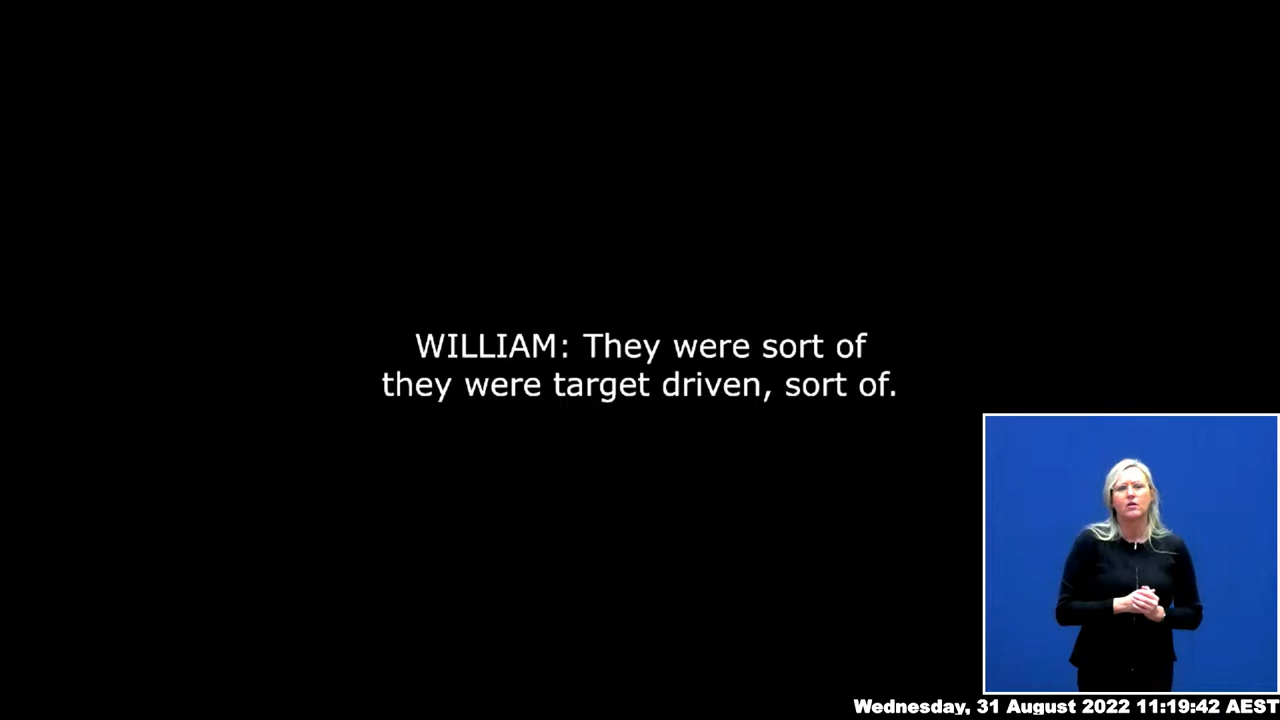 WILLIAM: They were sort of
they were target driven, sort of.
Wednesday, 31 August 2022 11:19:42 AEST